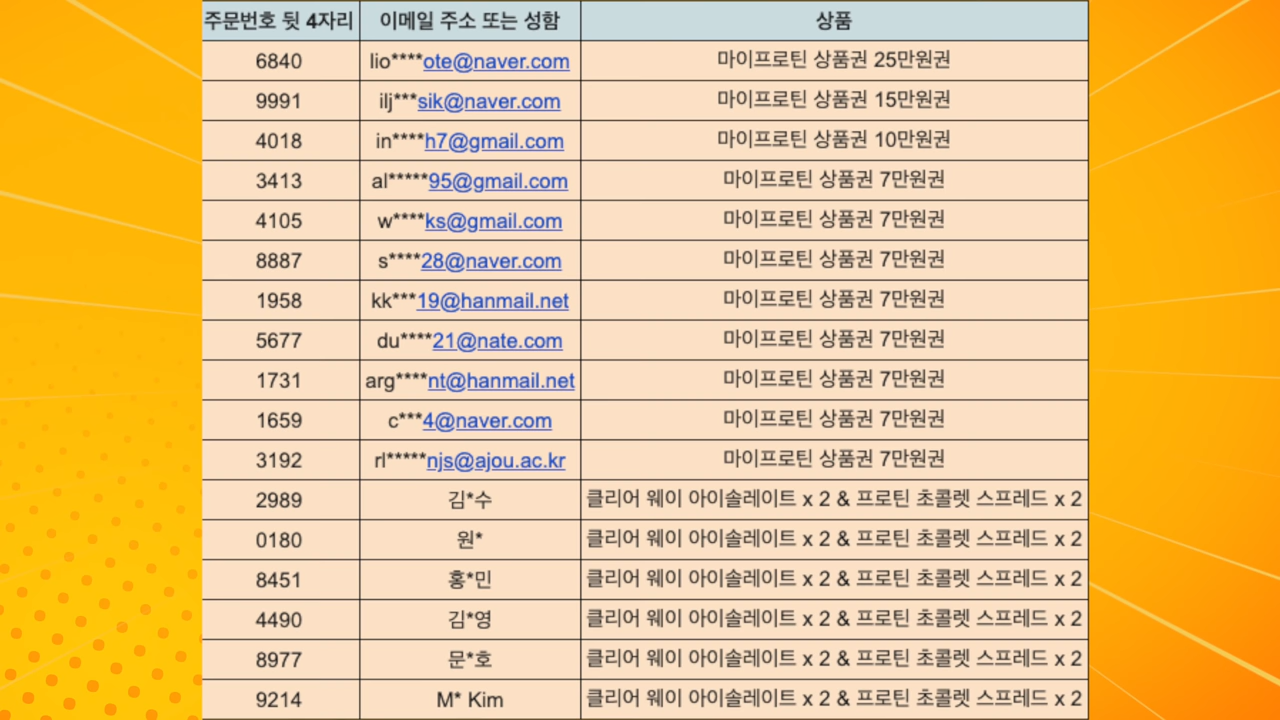 주문번호 뒷 4자리 이메일 주소 또는 성함 상품
6840 lio****ote@naver.com 마이프로틴 상품권 25만원권
9991 ilj***sik@naver.com 마이프로틴 상품권 15만원권
4018 in****h7@gmail.com 마이프로틴 상품권 10만원권
3413 al*****95@gmail.com 마이프로틴 상품권 7만원권
4105 w****ks@gmail.com 마이프로틴 상품권 7만원권
8887 s****28@naver.com 마이프로틴 상품권 7만원권
1958 kk***19@hanmail.net 마이프로틴 상품권 7만원권
5677 du****21@nate.com 마이프로틴 상품권 7만원권
1731 arg****nt@hanmail.net 마이프로틴 상품권 7만원권
1659 c***4@naver.com 마이프로틴 상품권 7만원권
3192 rl*****njs@ajou.ac.kr 마이프로틴 상품권 7만원권
2989 김*수 클리어 웨이 아이솔레이트 x 2 & 프로틴 초콜렛 스프레드 x 2
0180 원* 클리어 웨이 아이솔레이트 x 2 & 프로틴 초콜렛 스프레드 x 2
8451 홍*민 클리어 웨이 아이솔레이트 x 2 & 프로틴 초콜렛 스프레드 x 2
4490 김*영 클리어 웨이 아이솔레이트 x 2 & 프로틴 초콜렛 스프레드 x 2
8977 문*호 클리어 웨이 아이솔레이트 x 2 & 프로틴 초콜렛 스프레드 x 2
9214 M* Kim 클리어 웨이 아이솔레이트 x 2 & 프로틴 초콜렛 스프레드 x 2